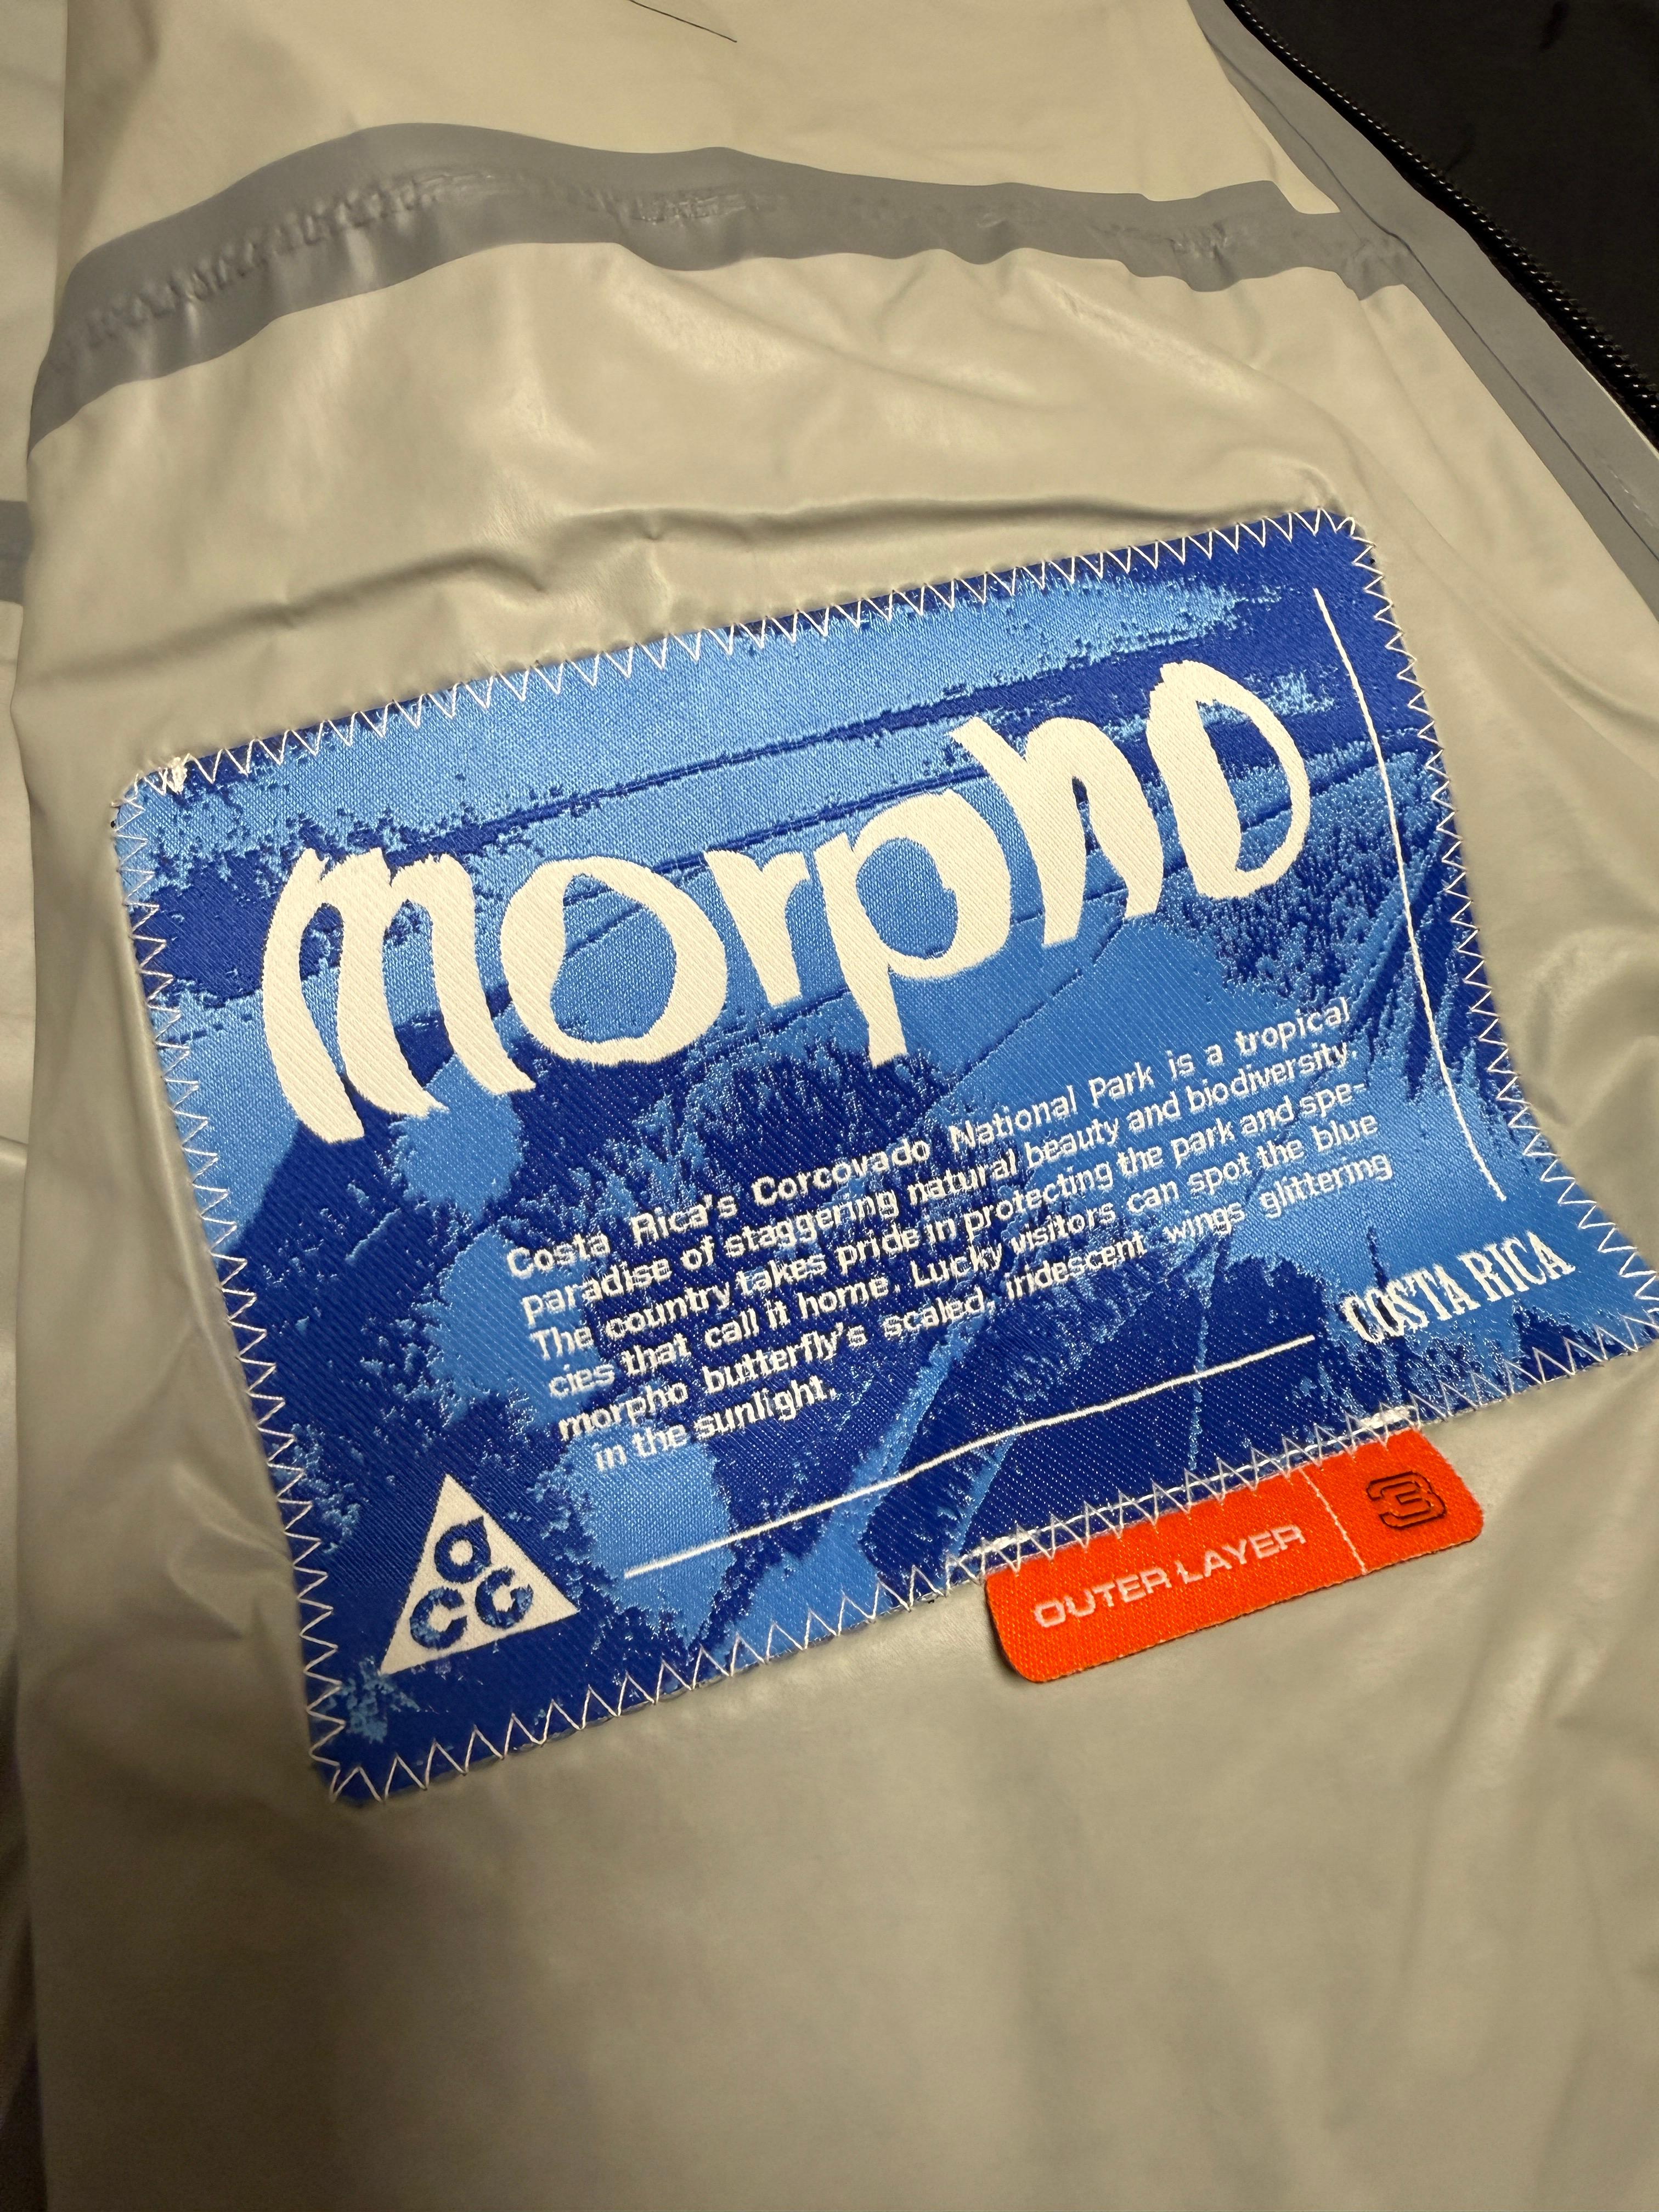 morpho
Costa Rica's Corcovado National Park is a tropical
paradise of staggering natural beauty and biodiversity.
The country takes pride in protecting the park and spe-
cies that call it home. Lucky visitors can spot the blue
morpho butterfly's scaled, iridescent wings glittering
in the sunlight.
COSTA RICA
acg
OUTER LAYER 3